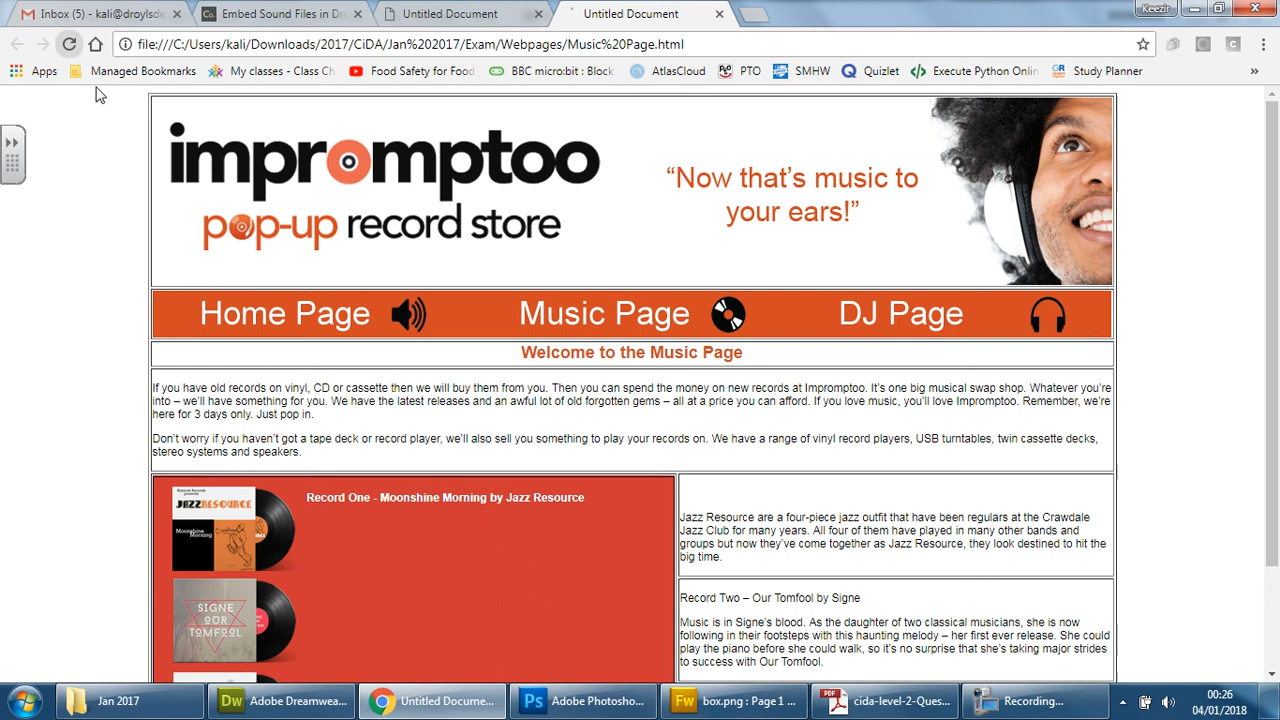 Inbox (5) - kali@droylsde
Embed Sound Files in Dr
Untitled Document
Untitled Document
Keezir
file:///C:/Users/kali/Downloads/2017/CiDA/Jan%202017/Exam/Webpages/Music%20Page.html
Apps
Managed Bookmarks
My classes - Class Ch
Food Safety for Food
BBC micro:bit : Block
AtlasCloud
PTO
SMHW
Quizlet
Execute Python Onlin
Study Planner
impromptoo
pop-up record store
“Now that’s music to
your ears!”
Home Page
Music Page
DJ Page
Welcome to the Music Page
If you have old records on vinyl, CD or cassette then we will buy them from you. Then you can spend the money on new records at Impromptoo. It’s one big musical swap shop. Whatever you’re
into – we’ll have something for you. We have the latest releases and an awful lot of old forgotten gems – all at a price you can afford. If you love music, you’ll love Impromptoo. Remember, we’re
here for 3 days only. Just pop in.
Don’t worry if you haven’t got a tape deck or record player, we’ll also sell you something to play your records on. We have a range of vinyl record players, USB turntables, twin cassette decks,
stereo systems and speakers.
JAZZRESOURCE
Moonshine
Morning
Record One - Moonshine Morning by Jazz Resource
SIGNE
OUR
TOMFOOL
Jazz Resource are a four-piece jazz outfit that have been regulars at the Crawdale
Jazz Club for many years. All four of them have played in many other bands and
groups but now they’ve come together as Jazz Resource, they look destined to hit the
big time.
Record Two – Our Tomfool by Signe
Music is in Signe’s blood. As the daughter of two classical musicians, she is now
following in their footsteps with this haunting melody – her first ever release. She could
play the piano before she could walk, so it’s no surprise that she’s taking major strides
to success with Our Tomfool.
Jan 2017
Dw Adobe Dreamwea...
Untitled Docume...
Ps Adobe Photosho...
Fw box.png : Page 1 ...
PDF cida-level-2-Ques...
Recording...
00:26
04/01/2018